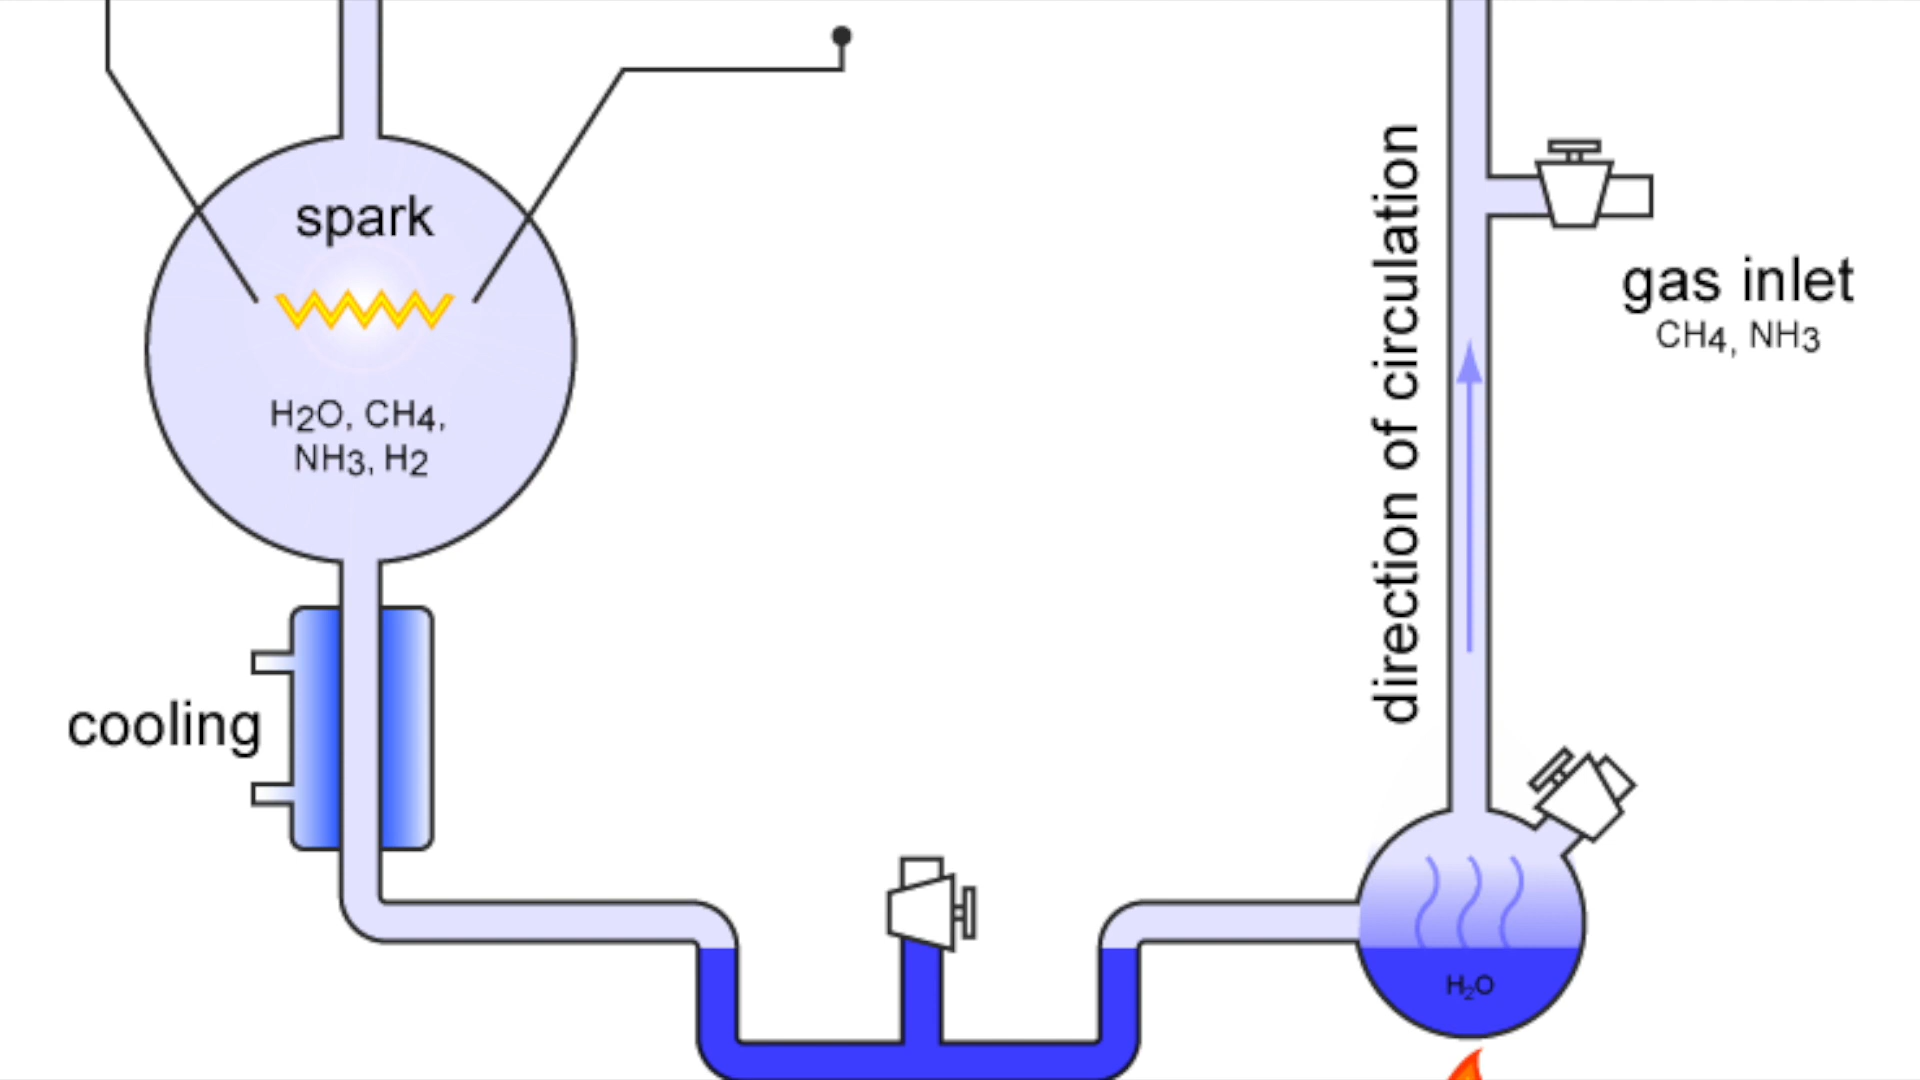 spark
H2O, CH4,
NH3, H2
cooling
direction of circulation
gas inlet
CH4, NH3
H2O